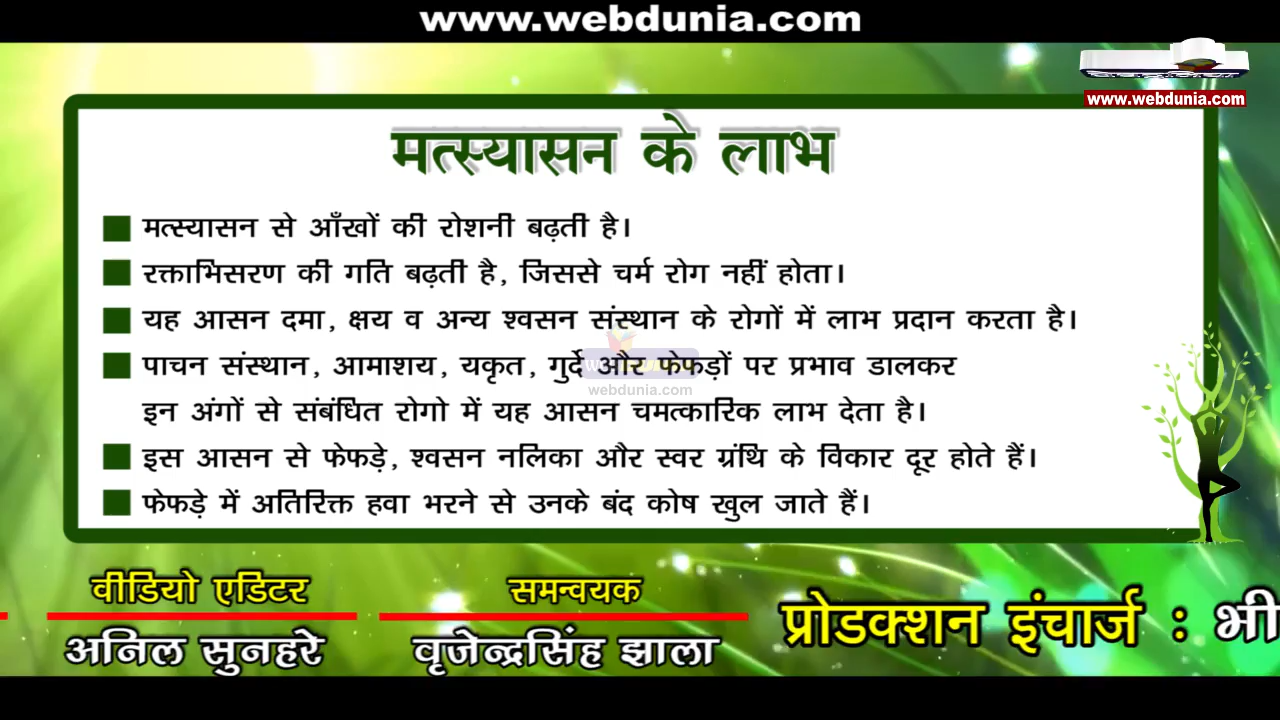 www.webdunia.com
www.webdunia.com
मत्स्यासन के लाभ
मत्स्यासन से आँखों की रोशनी बढ़ती है।
रक्ताभिसरण की गति बढ़ती है, जिससे चर्म रोग नहीं होता।
यह आसन दमा, क्षय व अन्य श्वसन संस्थान के रोगों में लाभ प्रदान करता है।
पाचन संस्थान, आमाशय, यकृत, गुर्दे और फेफड़ों पर प्रभाव डालकर
webdunia.com
इन अंगों से संबंधित रोगो में यह आसन चमत्कारिक लाभ देता है।
इस आसन से फेफड़े, श्वसन नलिका और स्वर ग्रंथि के विकार दूर होते हैं।
फेफड़े में अतिरिक्त हवा भरने से उनके बंद कोष खुल जाते हैं।
वीडियो एडिटर
समन्वयक
प्रोडक्शन इंचार्ज : भी
अनिल सुनहरे
वृजेन्द्रसिंह झाला